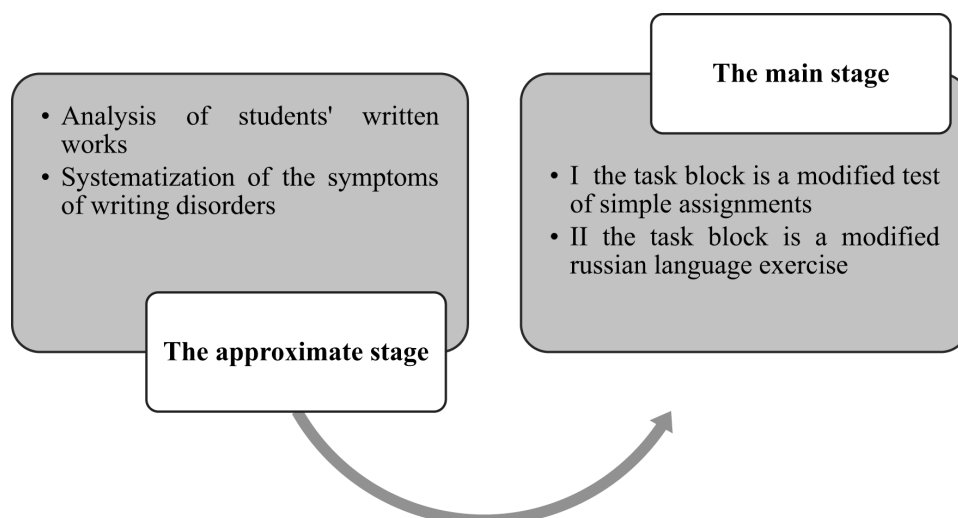 • Analysis of students' written
works
• Systematization of the symptoms
of writing disorders
The approximate stage
The main stage
• I the task block is a modified test
of simple assignments
• II the task block is a modified
russian language exercise